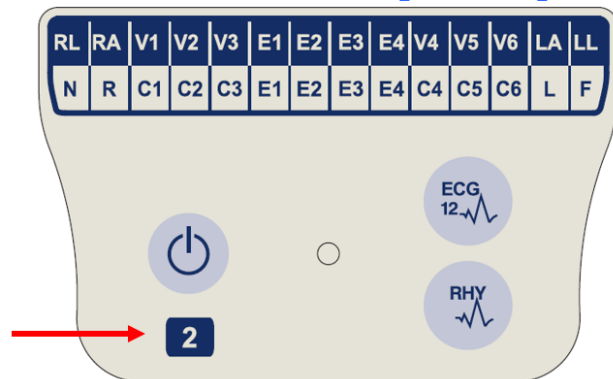 RL RA V1 V2 V3 E1 E2 E3 E4 V4 V5 V6 LA LL
N R C1 C2 C3 E1 E2 E3 E4 C4 C5 C6 L F
ECG
12
RHY
2